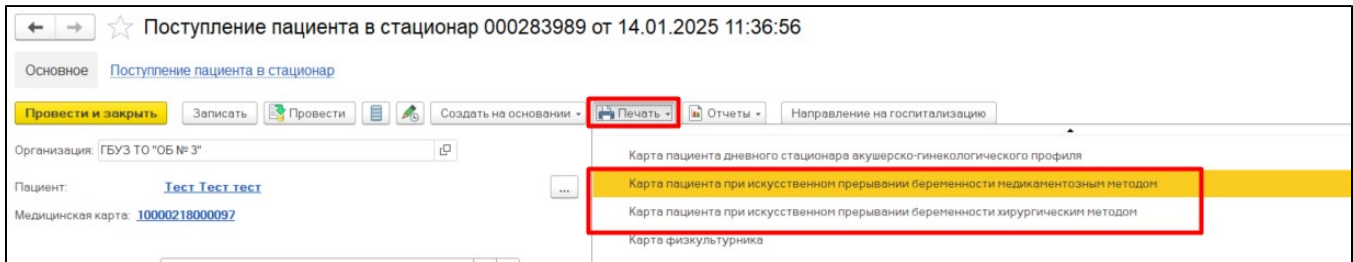 Поступление пациента в стационар 000283989 от 14.01.2025 11:36:56
Основное Поступление пациента в стационар
Провести и закрыть Записать Провести Создать на основании Печать Отчеты Направление на госпитализацию
Организация: ГБУЗ ТО "ОБ № 3"
Карта пациента дневного стационара акушерско-гинекологического профиля
Пациент: Тест Тест тест ...
Карта пациента при искусственном прерывании беременности медикаментозным методом
Медицинская карта: 10000218000097
Карта пациента при искусственном прерывании беременности хирургическим методом
Карта физкультурника